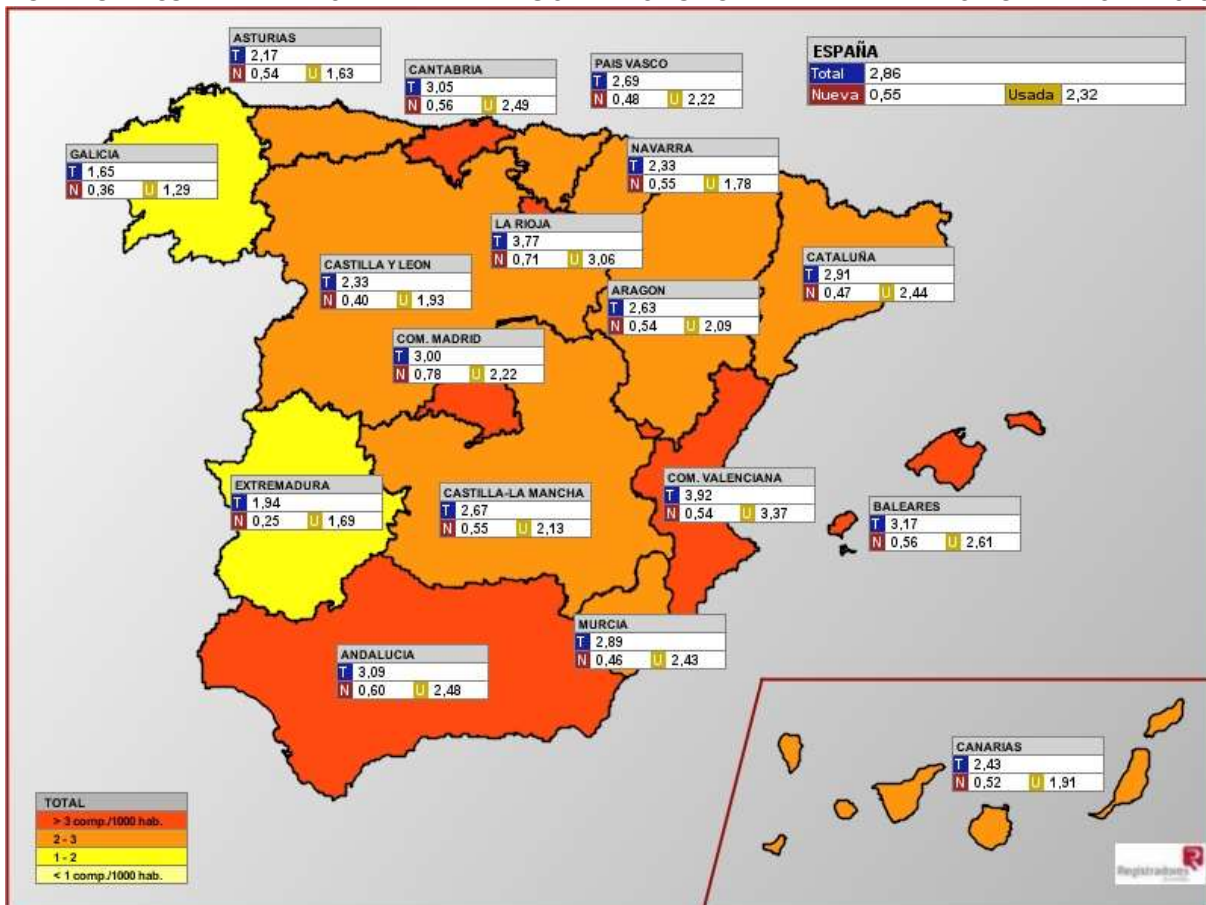 ASTURIAS
T 2,17
N 0,54 U 1,63
CANTABRIA
T 3,05
N 0,56 U 2,49
PAIS VASCO
T 2,69
N 0,48 U 2,22
ESPAÑA
Total 2,86
Nueva 0,55 Usada 2,32
GALICIA
T 1,65
N 0,36 U 1,29
NAVARRA
T 2,33
N 0,55 U 1,78
LA RIOJA
T 3,77
N 0,71 U 3,06
CASTILLA Y LEON
T 2,33
N 0,40 U 1,93
CATALUÑA
T 2,91
N 0,47 U 2,44
ARAGON
T 2,63
N 0,54 U 2,09
COM. MADRID
T 3,00
N 0,78 U 2,22
EXTREMADURA
T 1,94
N 0,25 U 1,69
CASTILLA-LA MANCHA
T 2,67
N 0,55 U 2,13
COM. VALENCIANA
T 3,92
N 0,54 U 3,37
BALEARES
T 3,17
N 0,56 U 2,61
MURCIA
T 2,89
N 0,46 U 2,43
ANDALUCIA
T 3,09
N 0,60 U 2,48
CANARIAS
T 2,43
N 0,52 U 1,91
TOTAL
> 3 comp./1000 hab.
2 - 3
1 - 2
< 1 comp./1000 hab.
Registradores